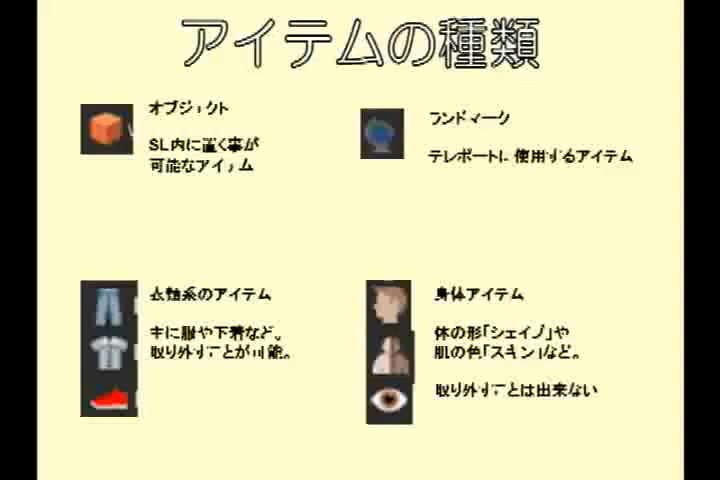 アイテムの種類
オブジェクト
SL内に置く事が
可能なアイテム
ランドマーク
テレポートに使用するアイテム
衣類系のアイテム
主に服や下着など。
取り外すことが可能。
身体アイテム
体の形「シェイプ」や
肌の色「スキン」など。
取り外すことは出来ない